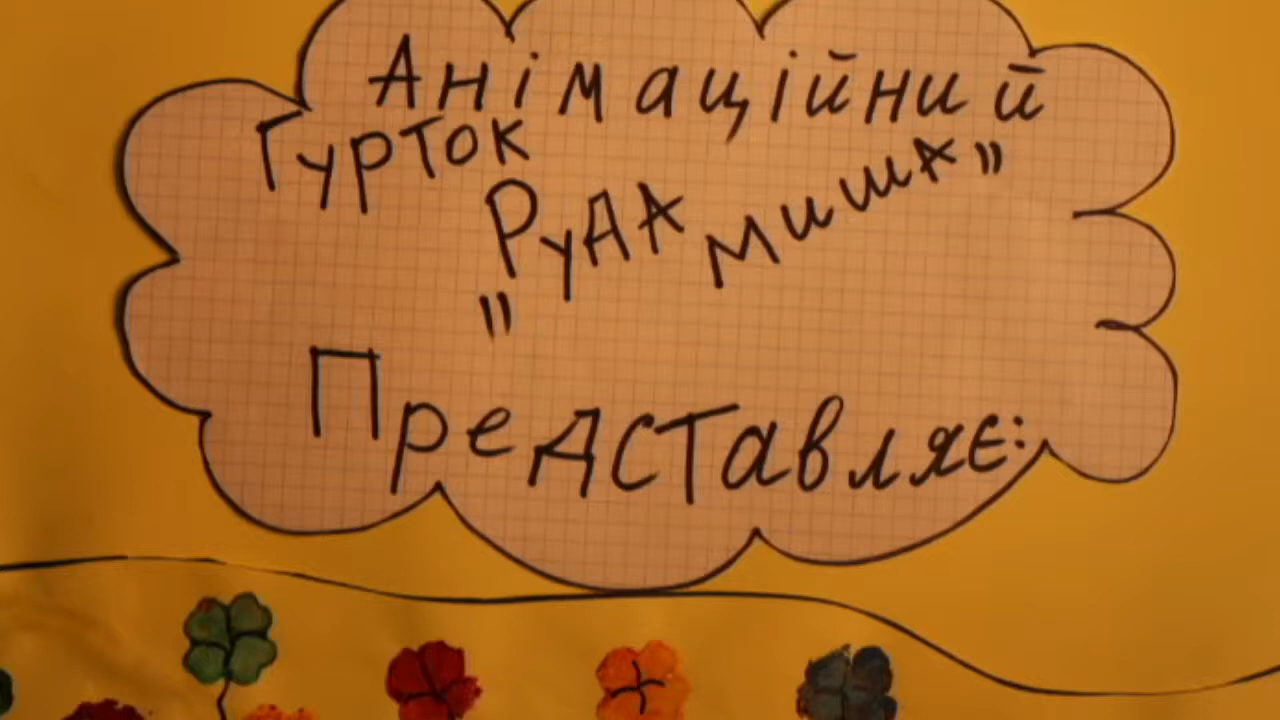 Анімаційний
Гурток
„Руда миша”
Представляє: